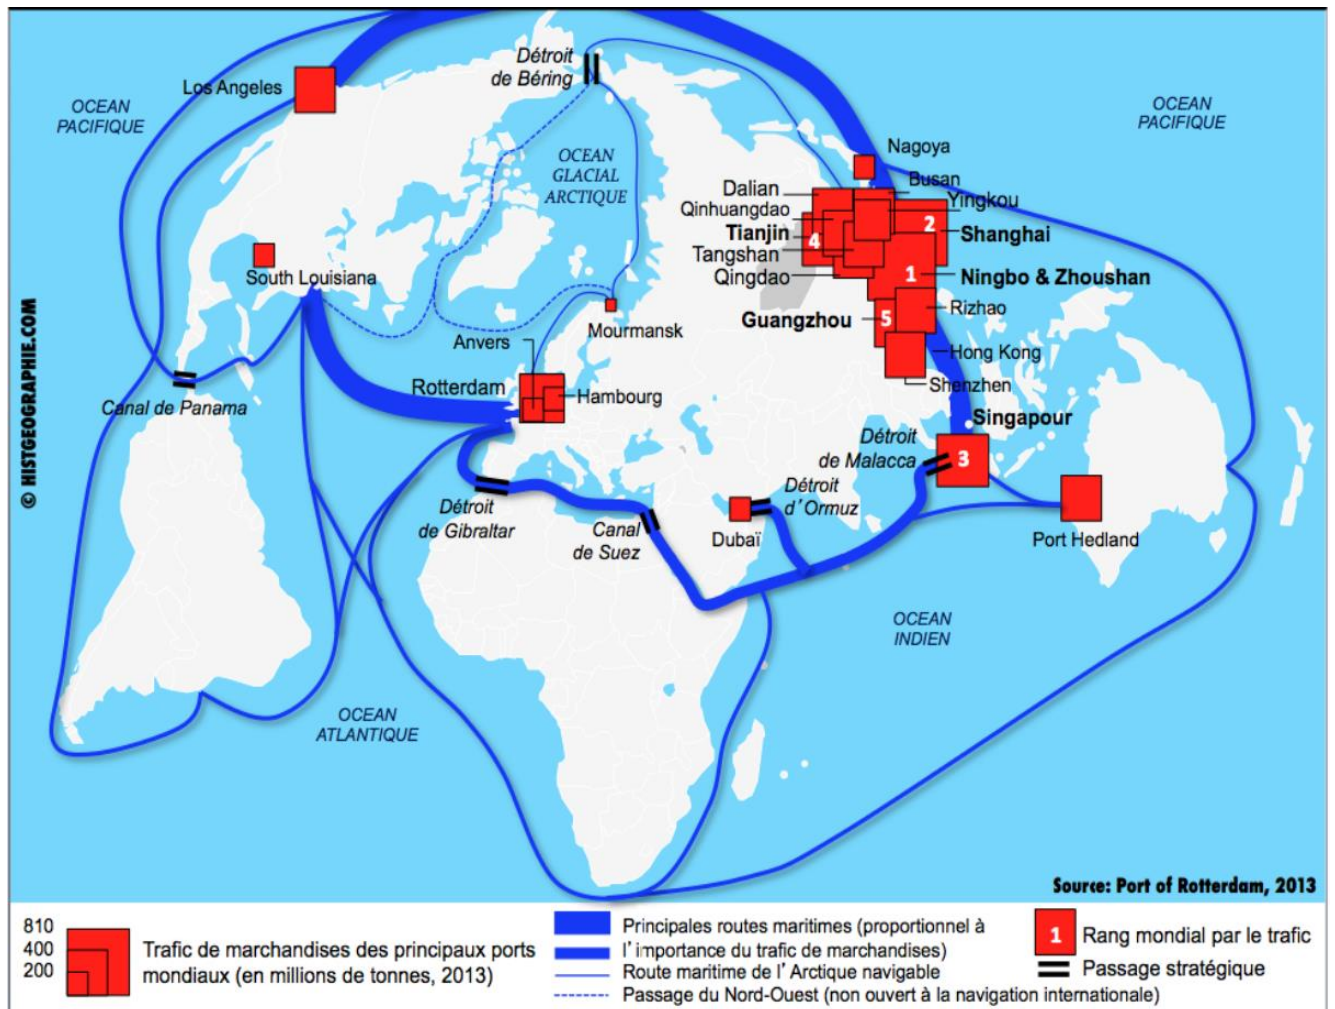 Détroit
de Béring
Los Angeles
OCEAN
PACIFIQUE
OCEAN
PACIFIQUE
OCEAN
GLACIAL
ARCTIQUE
Nagoya
Busan
Dalian
Yingkou
Qinhuangdao
2
Tianjin
4
Shanghai
Tangshan
Qingdao
1
Ningbo & Zhoushan
South Louisiana
Mourmansk
Guangzhou
5
Rizhao
Anvers
Hong Kong
Rotterdam
Hambourg
Shenzhen
Canal de Panama
Singapour
Détroit
de Malacca
3
Détroit
de Gibraltar
Canal
de Suez
Dubaï
Détroit
d'Ormuz
Port Hedland
OCEAN
INDIEN
OCEAN
ATLANTIQUE
© HISTGEOGRAPHIE.COM
Source: Port of Rotterdam, 2013
810
400
200
Trafic de marchandises des principaux ports
mondiaux (en millions de tonnes, 2013)
Principales routes maritimes (proportionnel à
l'importance du trafic de marchandises)
Route maritime de l'Arctique navigable
Passage du Nord-Ouest (non ouvert à la navigation internationale)
1
Rang mondial par le trafic
Passage stratégique